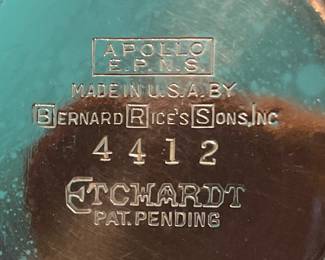 APOLLO
E.P.N.S.
MADE IN U.S.A. BY
BERNARD RICE'S SONS, INC
4412
ETCHARDT
PAT. PENDING